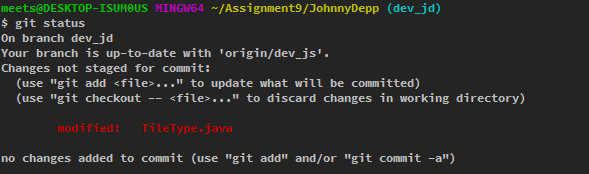 meets@DESKTOP-ISUM0US MINGW64 ~/Assignment9/JohnnyDepp (dev_jd)
$ git status
On branch dev_jd
Your branch is up-to-date with 'origin/dev_js'.
Changes not staged for commit:
  (use "git add <file>..." to update what will be committed)
  (use "git checkout -- <file>..." to discard changes in working directory)
        modified:   TileType.java
no changes added to commit (use "git add" and/or "git commit -a")